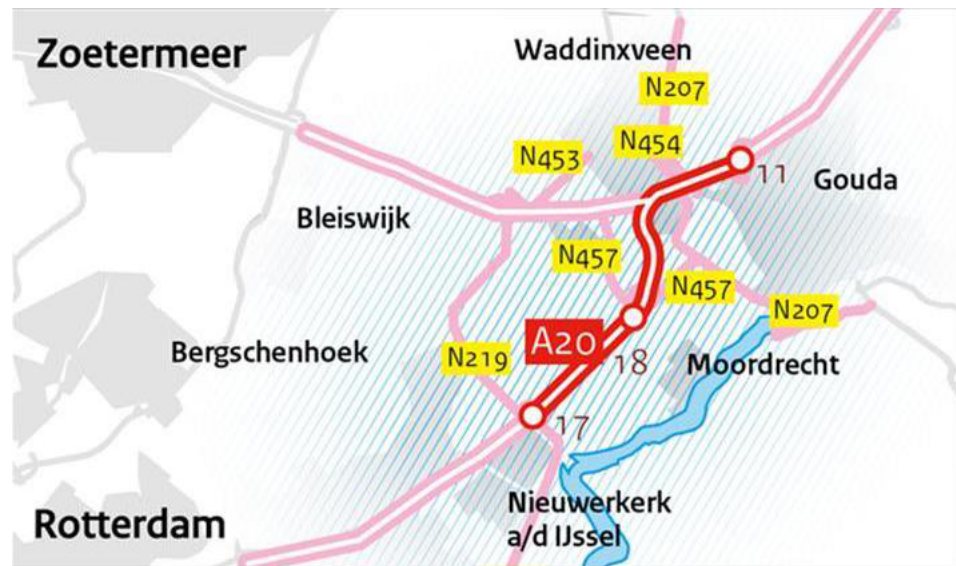 Zoetermeer
Waddinxveen
N207
N454
N453
11
Gouda
Bleiswijk
N457
N457
N207
A20
Bergschenhoek
N219
18
Moordrecht
17
Nieuwerkerk
a/d IJssel
Rotterdam